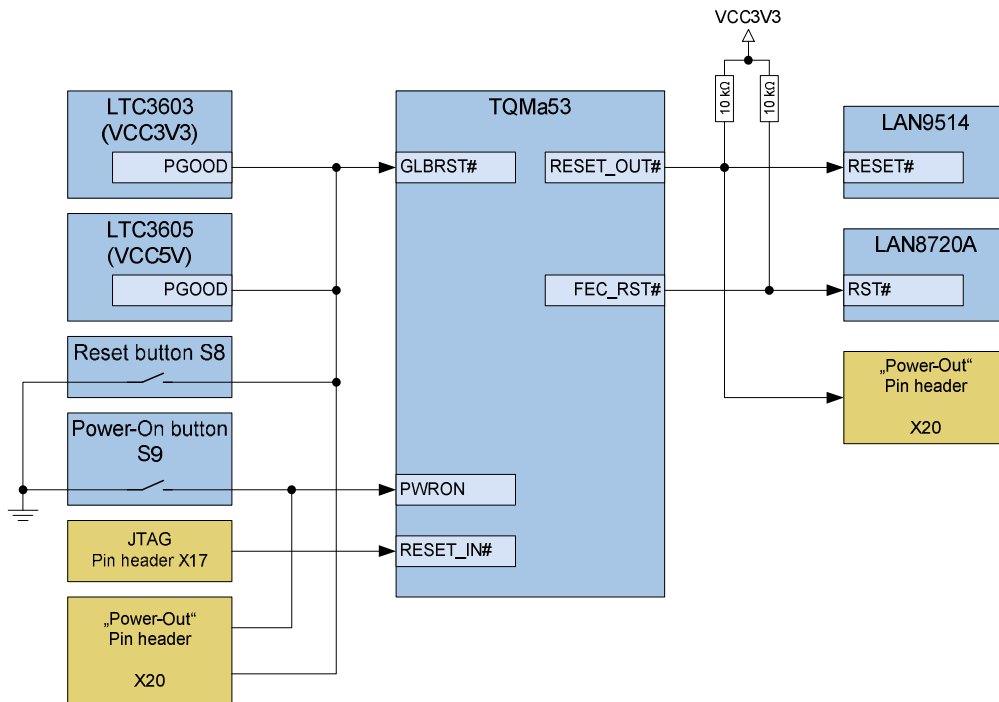 VCC3V3
10 kΩ
10 kΩ
LTC3603
(VCC3V3)
PGOOD
LTC3605
(VCC5V)
PGOOD
Reset button S8
Power-On button
S9
JTAG
Pin header X17
„Power-Out“
Pin header
X20
TQMa53
GLBRST#
RESET_OUT#
FEC_RST#
PWRON
RESET_IN#
LAN9514
RESET#
LAN8720A
RST#
„Power-Out“
Pin header
X20